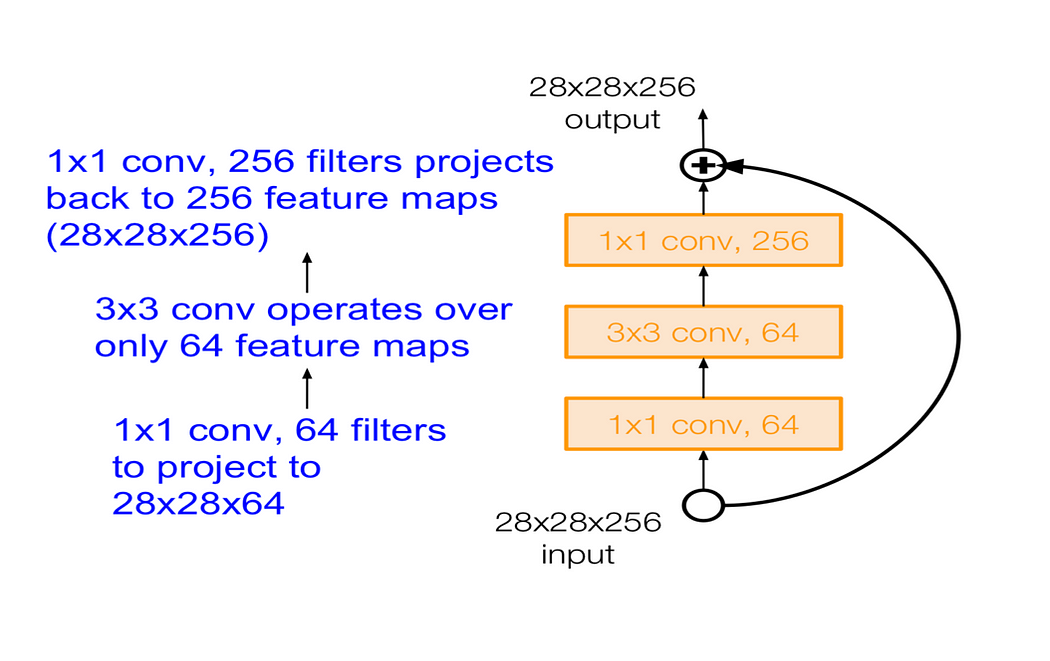 28x28x256
output
1x1 conv, 256 filters projects
back to 256 feature maps
(28x28x256)
3x3 conv operates over
only 64 feature maps
1x1 conv, 64 filters
to project to
28x28x64
1x1 conv, 256
3x3 conv, 64
1x1 conv, 64
28x28x256
input